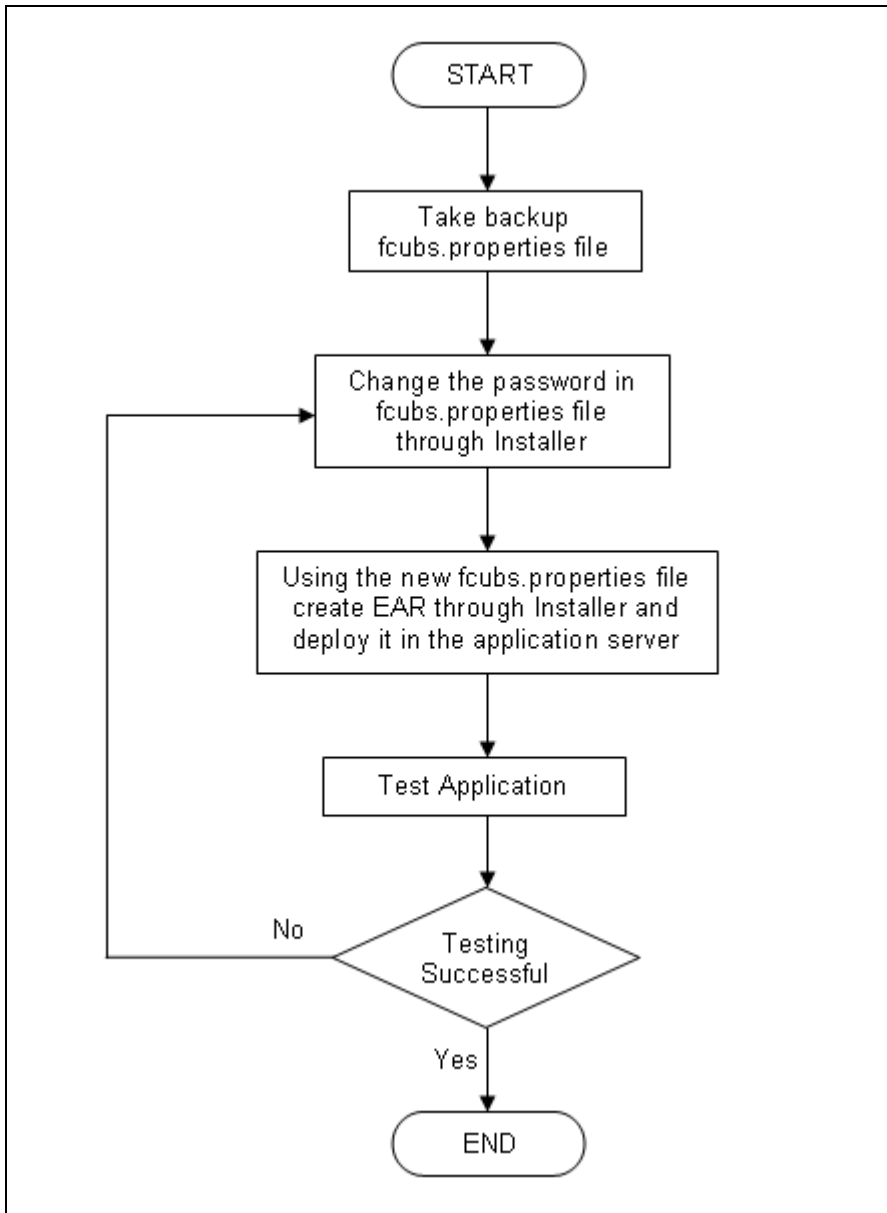 START
Take backup
fcubs.properties file
Change the password in
fcubs.properties file
through Installer
Using the new fcubs.properties file
create EAR through Installer and
deploy it in the application server
Test Application
No
Testing
Successful
Yes
END